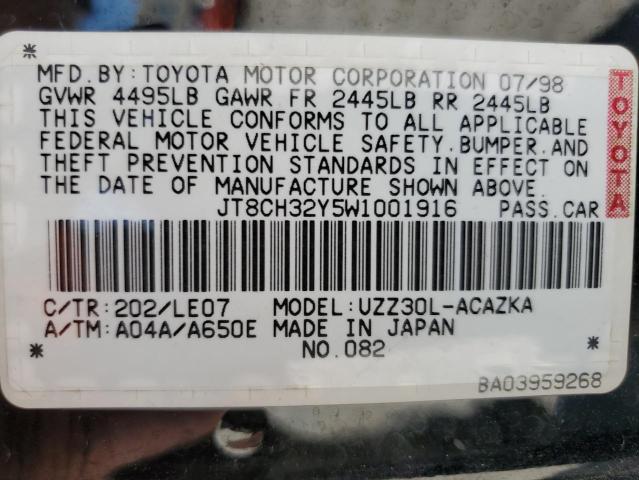 MFD.BY:TOYOTA MOTOR CORPORATION 07/98
GVWR 4495LB GAWR FR 2445LB RR 2445LB
THIS VEHICLE CONFORMS TO ALL APPLICABLE
FEDERAL MOTOR VEHICLE SAFETY.BUMPER.AND
THEFT PREVENTION STANDARDS IN EFFECT ON
THE DATE OF MANUFACTURE SHOWN ABOVE.
JT8CH32Y5W1001916 PASS.CAR
TOYOTA
C/TR:202/LE07 MODEL:UZZ30L-ACAZKA
A/TM:A04A/A650E MADE IN JAPAN
NO.082
BA03959268